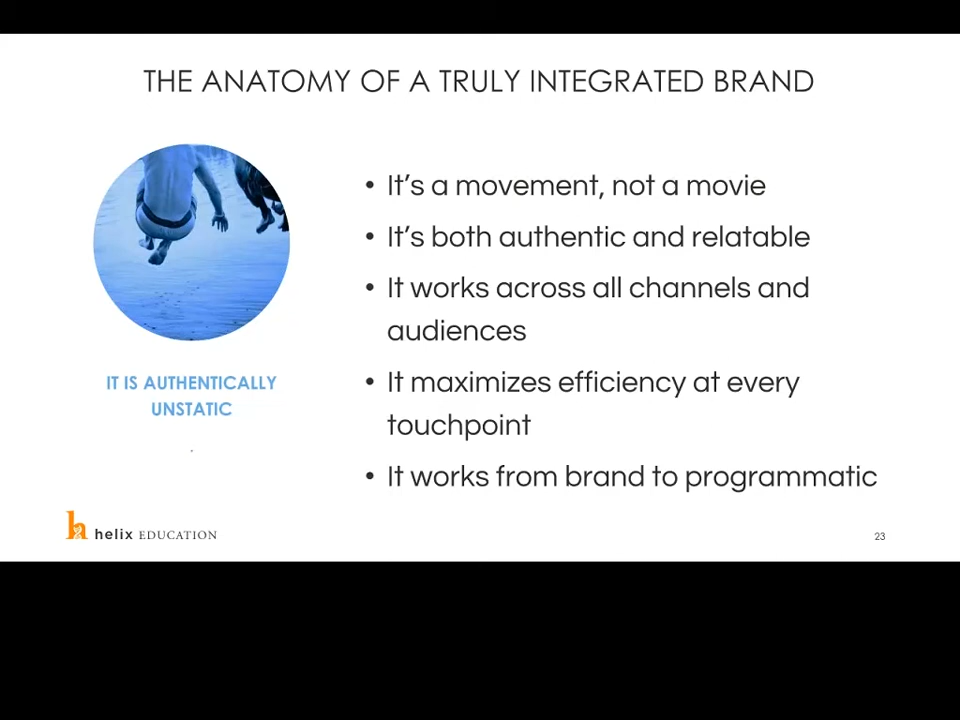 THE ANATOMY OF A TRULY INTEGRATED BRAND
IT IS AUTHENTICALLY
UNSTATIC
• It’s a movement, not a movie
• It’s both authentic and relatable
• It works across all channels and
audiences
• It maximizes efficiency at every
touchpoint
• It works from brand to programmatic
h helix EDUCATION
23